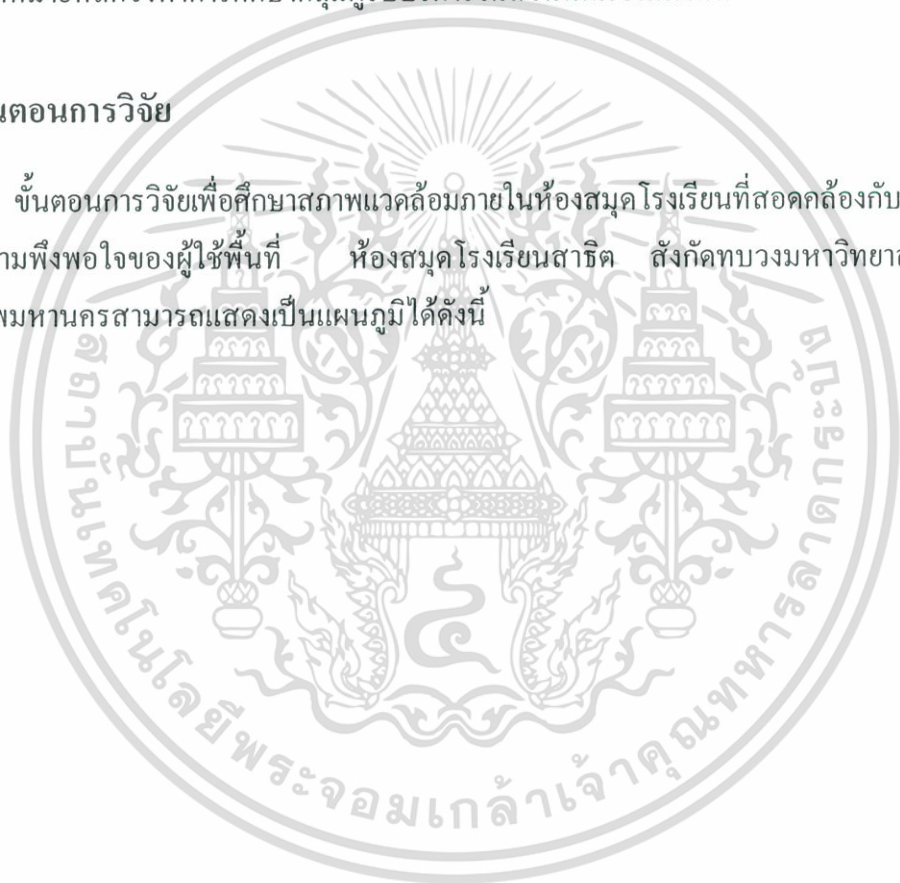 นตอนการวิจัย
ขั้นตอนการวิจัยเพื่อศึกษาสภาพแวดล้อมภายในห้องสมุดโรงเรียนที่สอดคล้องกับ
ามพึงพอใจของผู้ใช้พื้นที่ ห้องสมุดโรงเรียนสาธิต สังกัดทบวงมหาวิทยาล
พมหานครสามารถแสดงเป็นแผนภูมิได้ดังนี้
สถาบันเทคโนโลยีพระจอมเกล้าเจ้าคุณทหารลาดกระบัง